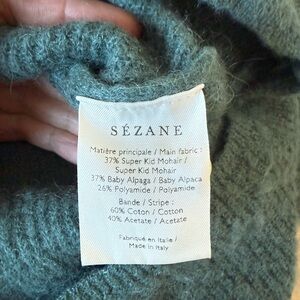 SÉZANE
Matière principale / Main fabric :
37% Super Kid Mohair /
Super Kid Mohair
37% Baby Alpaga / Baby Alpaca
26% Polyamide / Polyamide
Bande / Stripe :
60% Coton / Cotton
40% Acetate / Acetate
Fabriqué en Italie /
Made in Italy